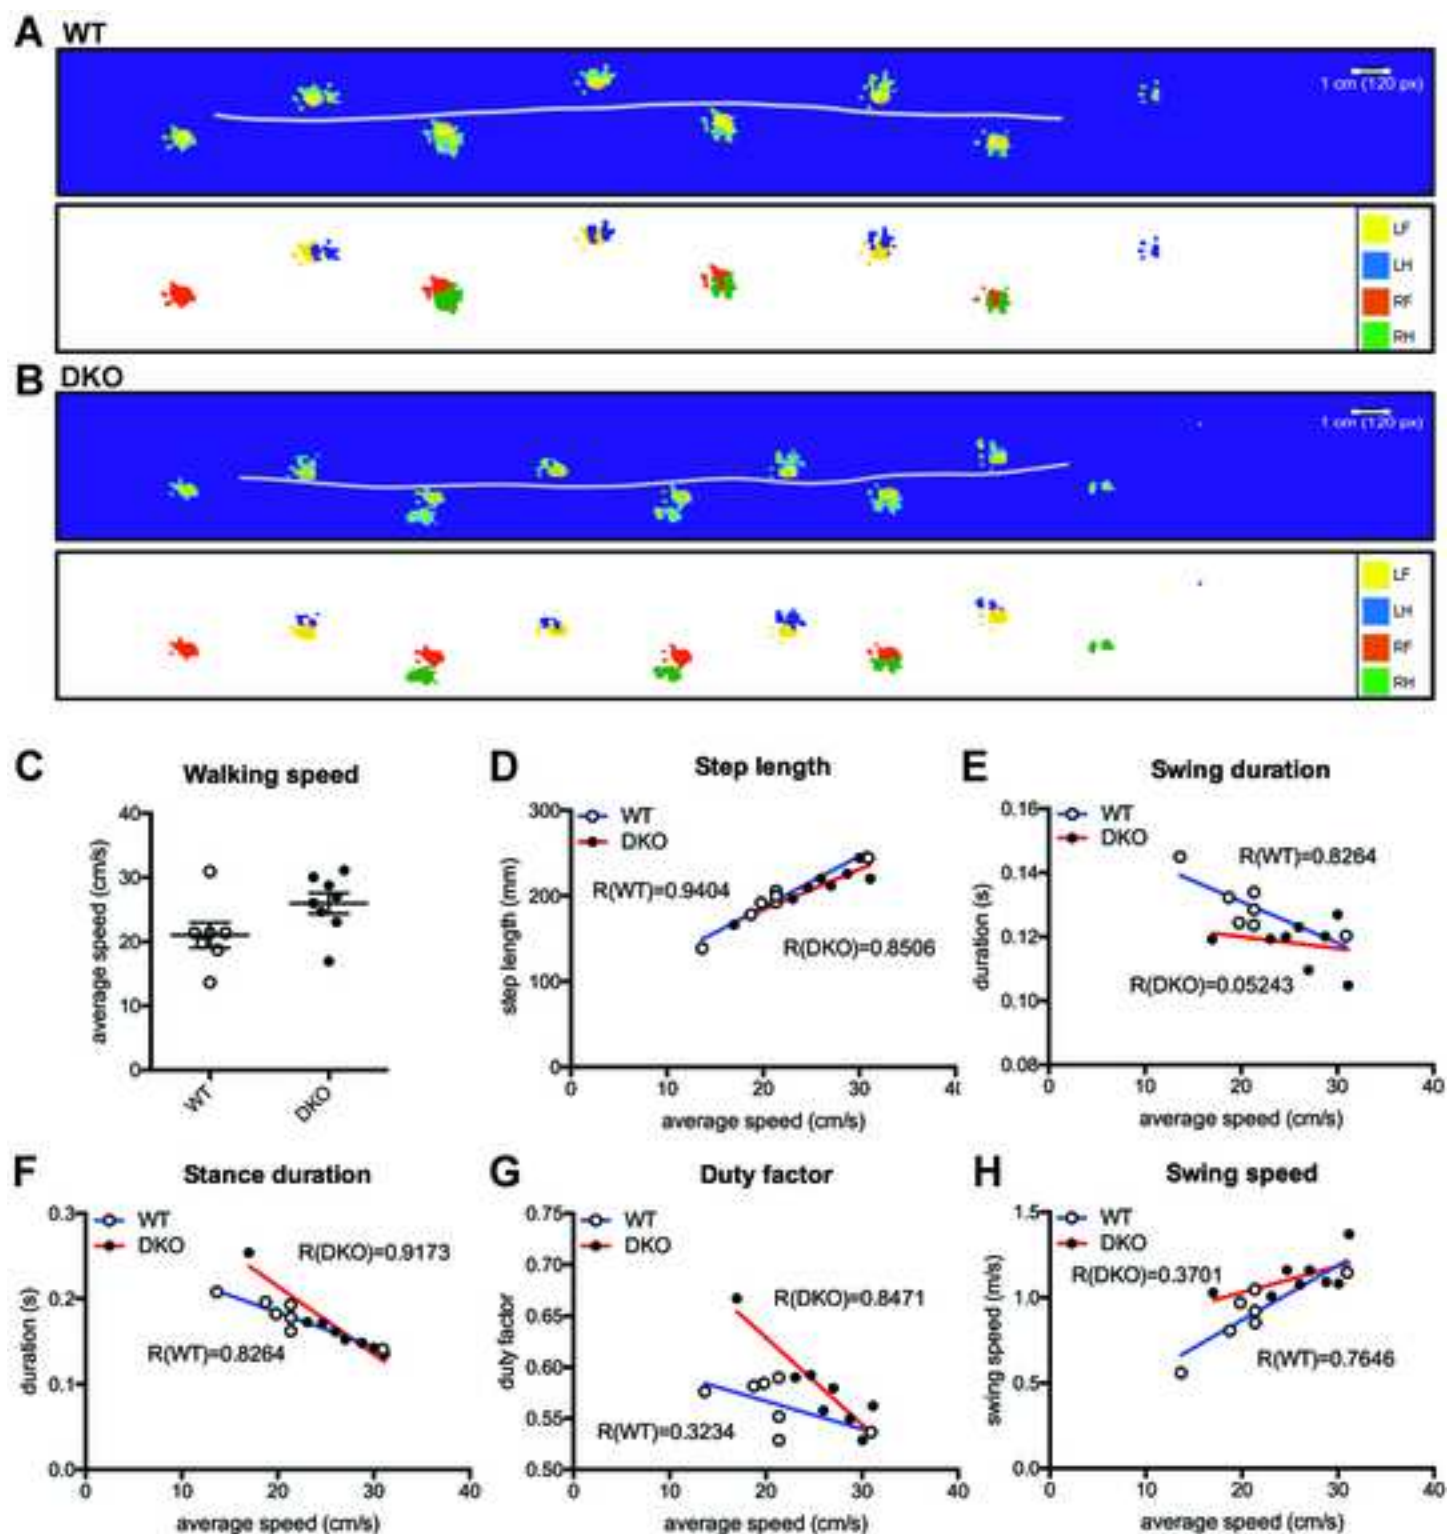 A WT
1 cm (120 px)
LF
LH
RF
RH
B DKO
1 cm (120 px)
LF
LH
RF
RH
C Walking speed
40
30
20
10
0
average speed (cm/s)
WT
DKO
D Step length
300
200
100
0
step length (mm)
WT
DKO
R(WT)=0.9404
R(DKO)=0.8506
0 10 20 30 40
average speed (cm/s)
E Swing duration
0.16
0.14
0.12
0.10
0.08
duration (s)
WT
DKO
R(WT)=0.8264
R(DKO)=0.05243
0 10 20 30 40
average speed (cm/s)
F Stance duration
0.3
0.2
0.1
0.0
duration (s)
WT
DKO
R(DKO)=0.9173
R(WT)=0.8264
0 10 20 30 40
average speed (cm/s)
G Duty factor
0.75
0.70
0.65
0.60
0.55
0.50
duty factor
WT
DKO
R(DKO)=0.8471
R(WT)=0.3234
0 10 20 30 40
average speed (cm/s)
H Swing speed
1.5
1.0
0.5
0.0
swing speed (m/s)
WT
DKO
R(DKO)=0.3701
R(WT)=0.7646
0 10 20 30 40
average speed (cm/s)